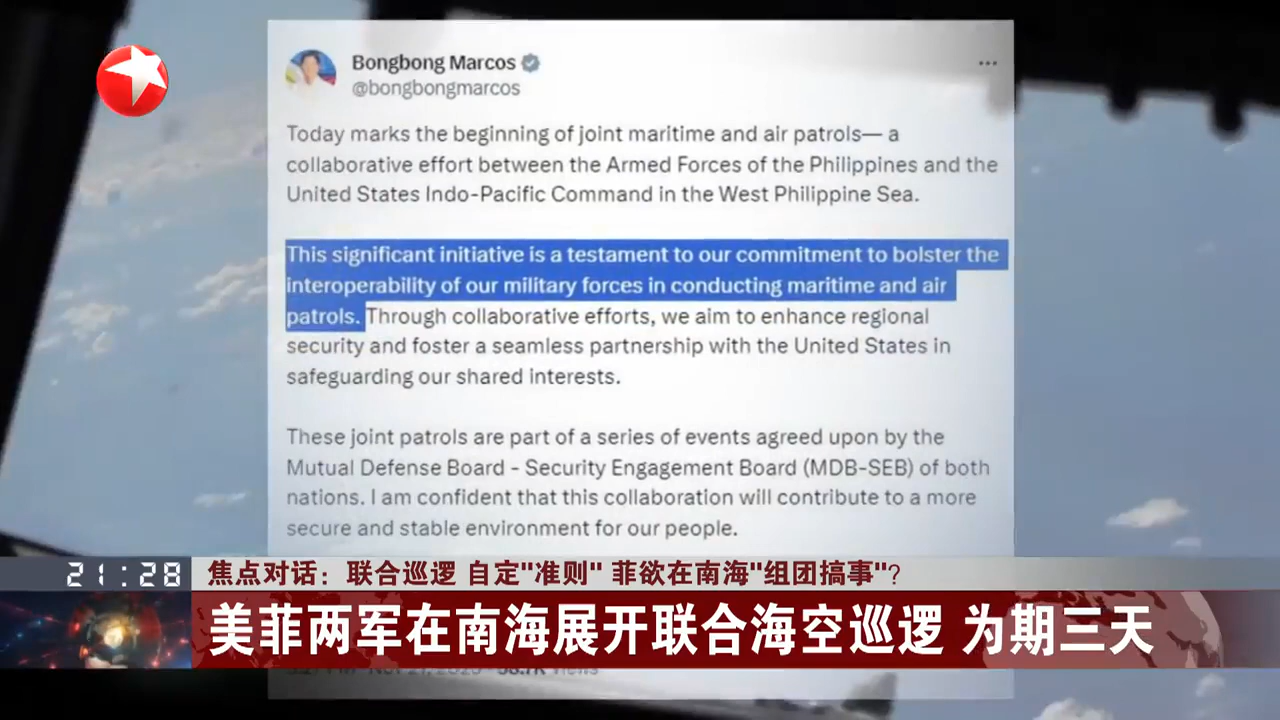 Bongbong Marcos
@bongbongmarcos
Today marks the beginning of joint maritime and air patrols— a
collaborative effort between the Armed Forces of the Philippines and the
United States Indo-Pacific Command in the West Philippine Sea.
This significant initiative is a testament to our commitment to bolster the
interoperability of our military forces in conducting maritime and air
patrols. Through collaborative efforts, we aim to enhance regional
security and foster a seamless partnership with the United States in
safeguarding our shared interests.
These joint patrols are part of a series of events agreed upon by the
Mutual Defense Board - Security Engagement Board (MDB-SEB) of both
nations. I am confident that this collaboration will contribute to a more
secure and stable environment for our people.
21:28
焦点对话：联合巡逻 自定"准则" 菲欲在南海"组团搞事"？
美菲两军在南海展开联合海空巡逻 为期三天